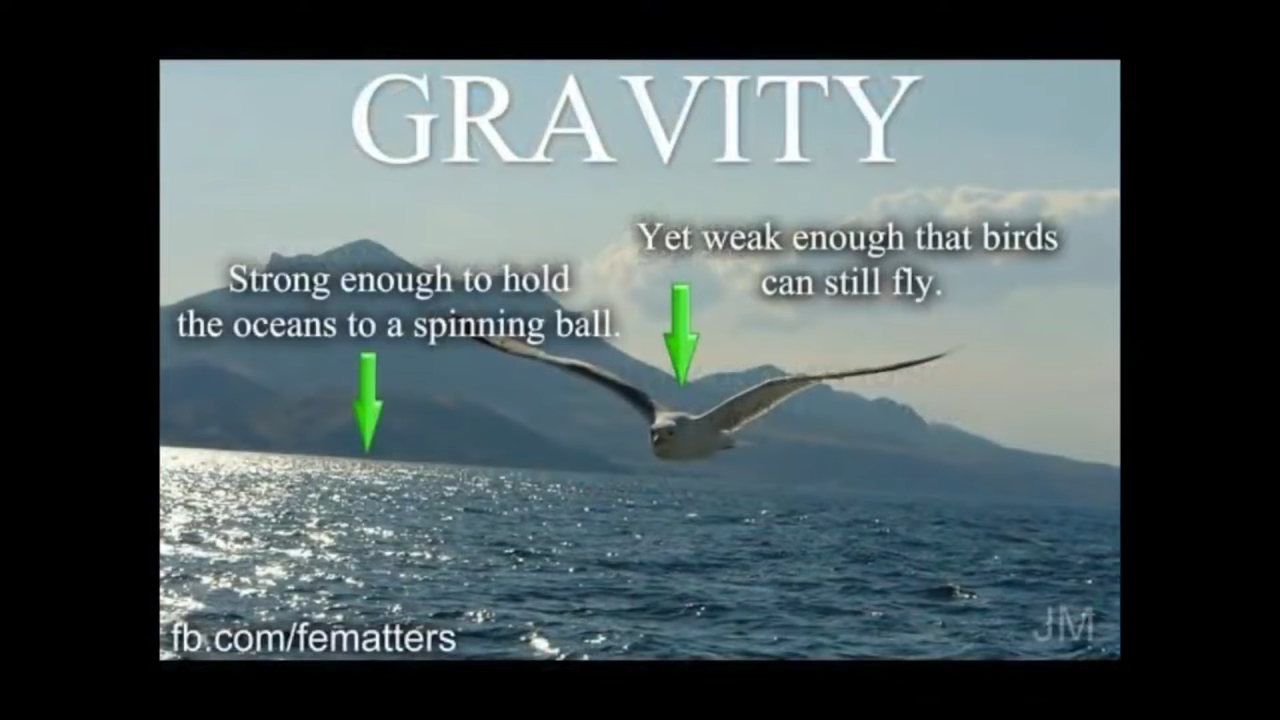 GRAVITY
Strong enough to hold
the oceans to a spinning ball.
Yet weak enough that birds
can still fly.
fb.com/fematters
JM